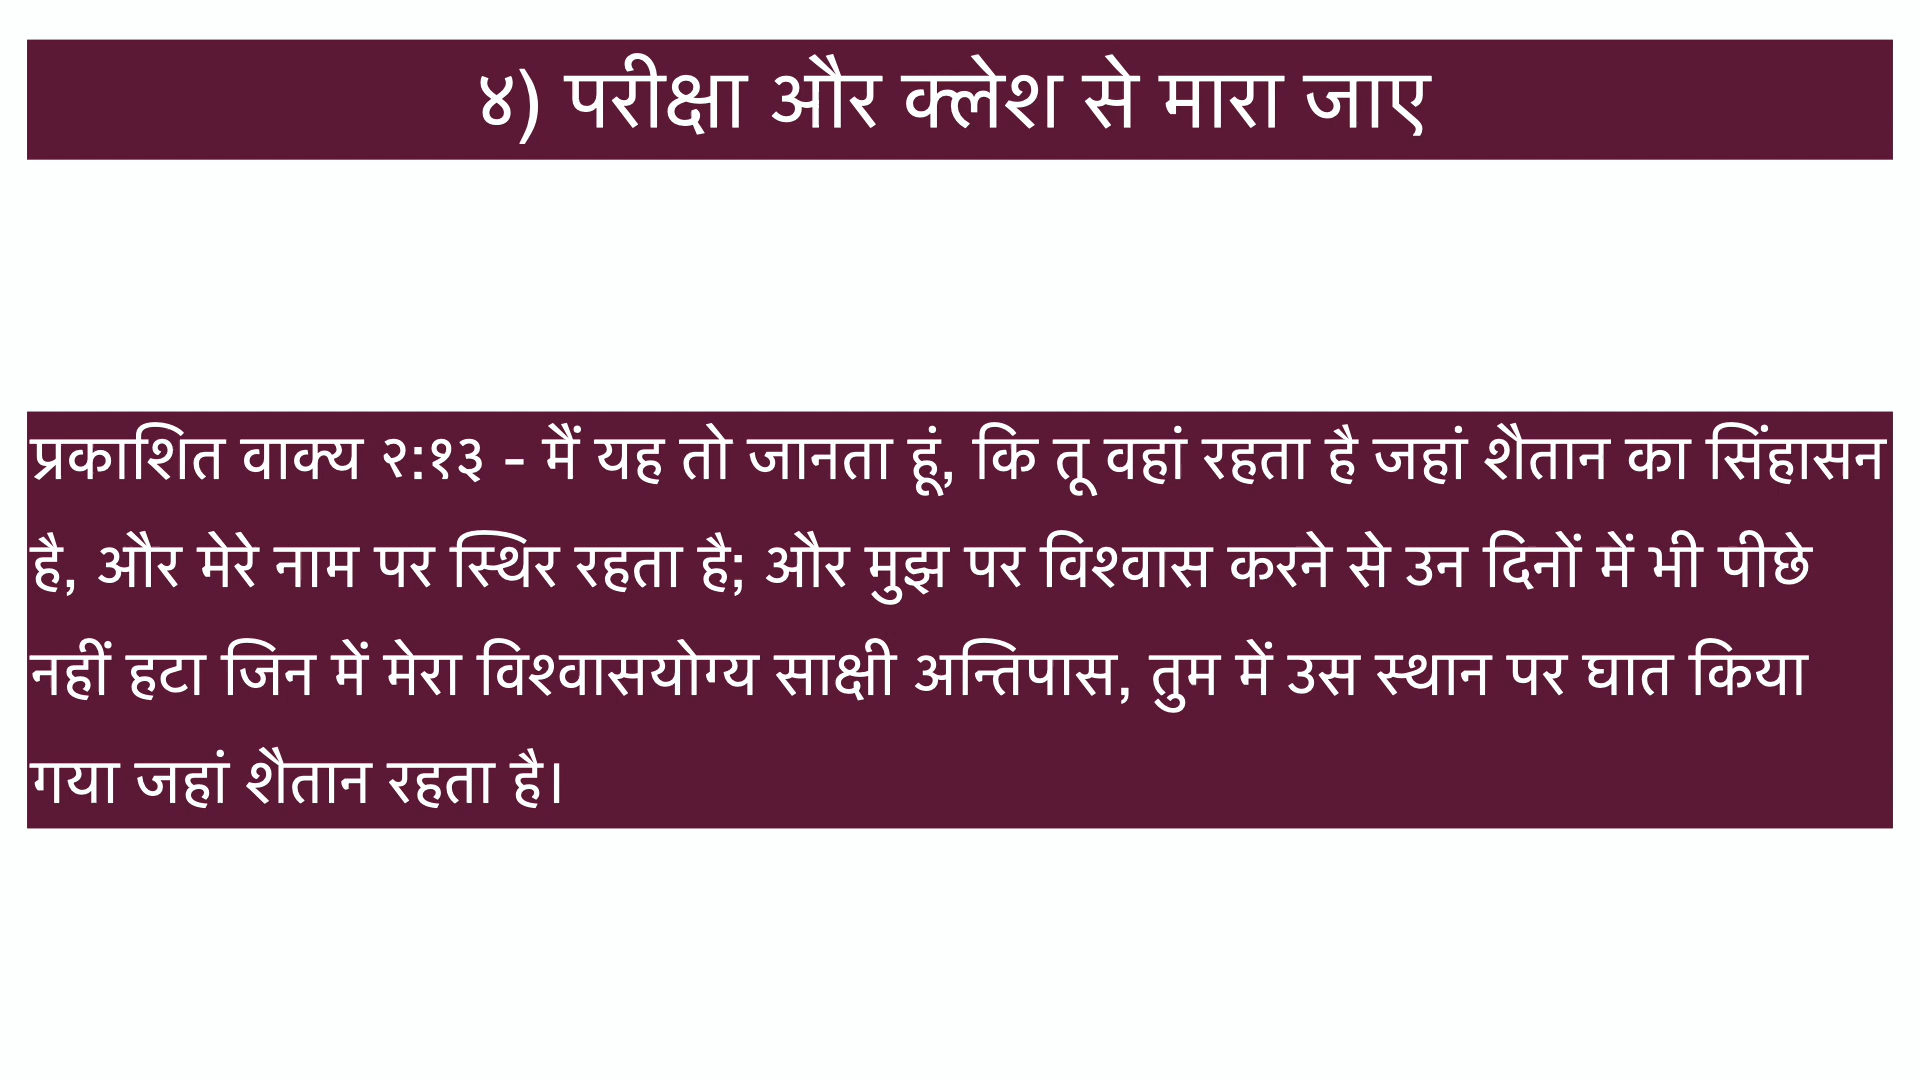 ४) परीक्षा और क्लेश से मारा जाए
प्रकाशित वाक्य २:१३ - मैं यह तो जानता हूं, कि तू वहां रहता है जहां शैतान का सिंहासन
है, और मेरे नाम पर स्थिर रहता है; और मुझ पर विश्वास करने से उन दिनों में भी पीछे
नहीं हटा जिन में मेरा विश्वासयोग्य साक्षी अन्तिपास, तुम में उस स्थान पर घात किया
गया जहां शैतान रहता है।